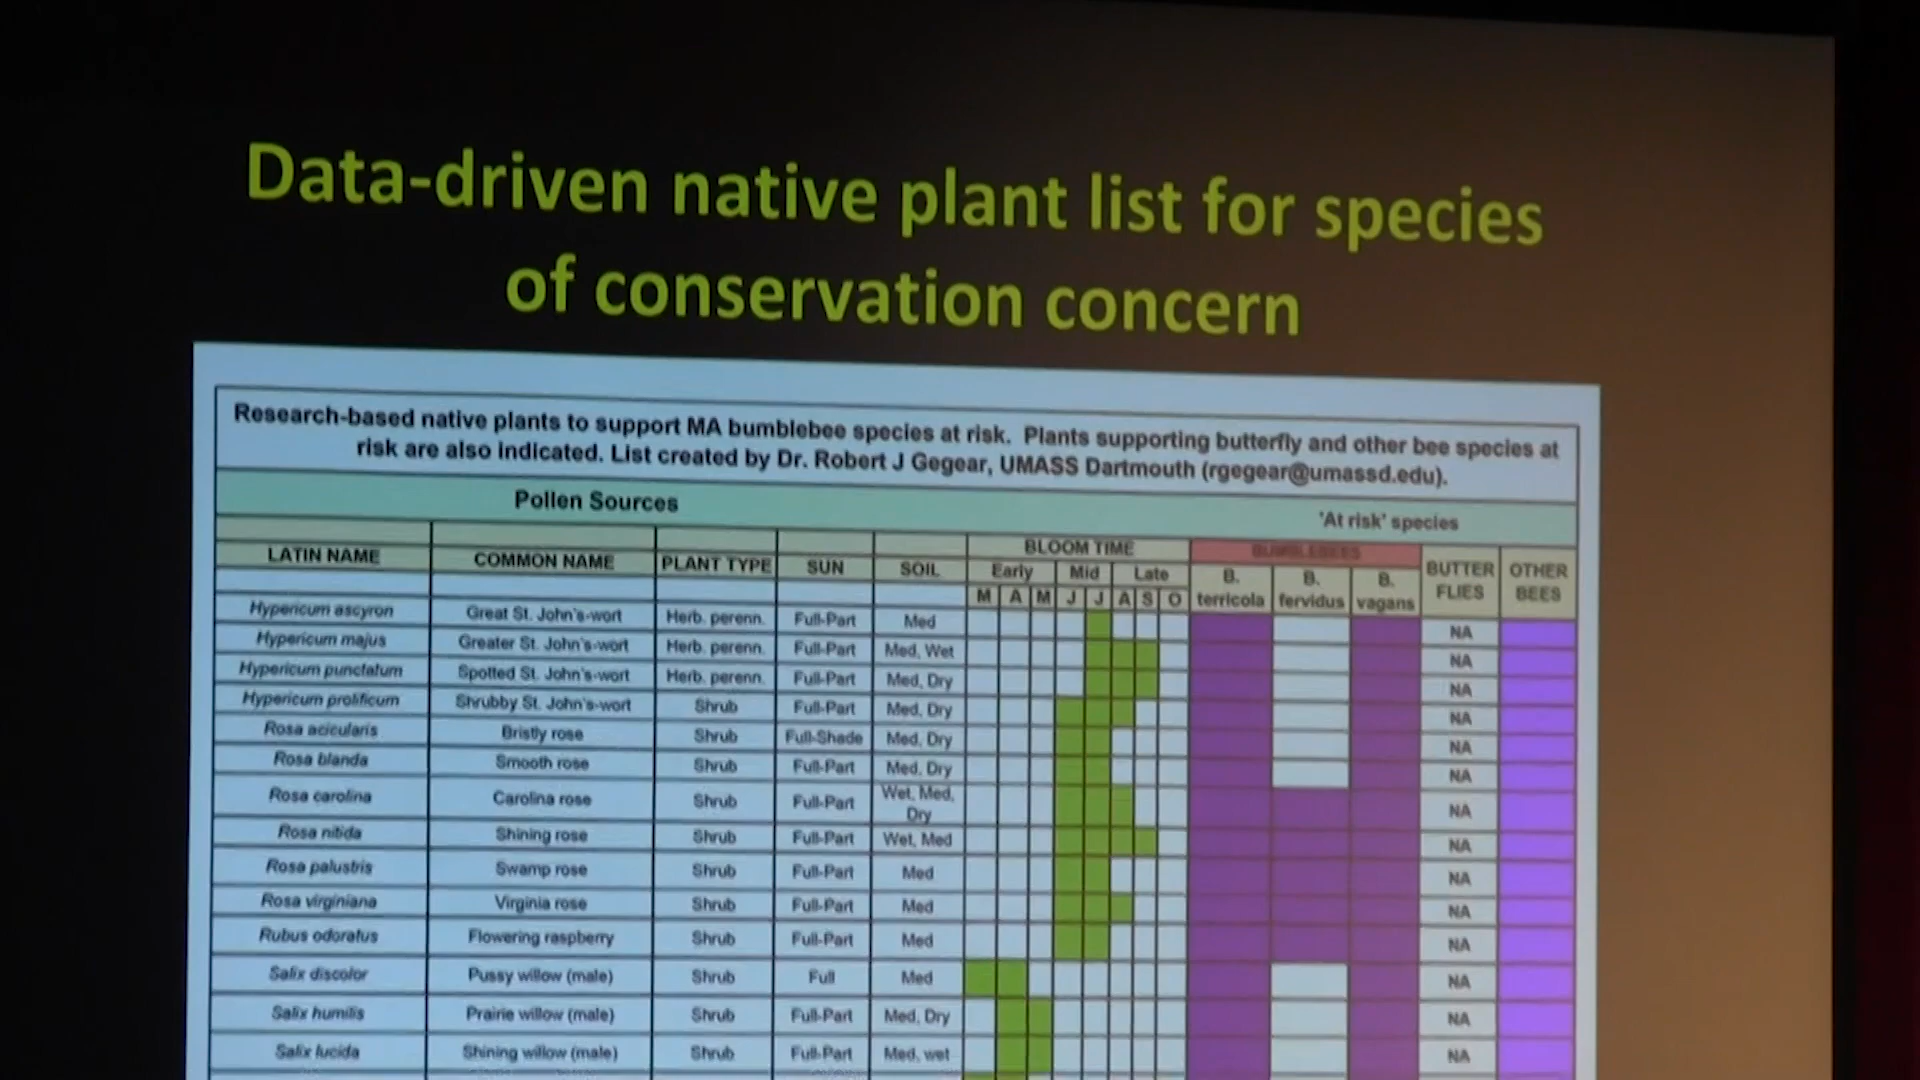 Data-driven native plant list for species
of conservation concern
Research-based native plants to support MA bumblebee species at risk. Plants supporting butterfly and other bee species at
risk are also indicated. List created by Dr. Robert J Gegear, UMASS Dartmouth (rgegear@umassd.edu).
Pollen Sources 'At risk' species
LATIN NAME COMMON NAME PLANT TYPE SUN SOIL BLOOM TIME BUMBLEBEES BUTTER FLIES OTHER BEES
Early Mid Late B. terricola B. fervidus B. vagans
M A M J J A S O
Hypericum ascyron Great St. John's-wort Herb. perenn. Full-Part Med NA
Hypericum majus Greater St. John's-wort Herb. perenn. Full-Part Med, Wet NA
Hypericum punctatum Spotted St. John's-wort Herb. perenn. Full-Part Med, Dry NA
Hypericum prolificum Shrubby St. John's-wort Shrub Full-Part Med, Dry NA
Rosa acicularis Bristly rose Shrub Full-Shade Med, Dry NA
Rosa blanda Smooth rose Shrub Full-Part Med, Dry NA
Rosa carolina Carolina rose Shrub Full-Part Wet, Med, Dry NA
Rosa nitida Shining rose Shrub Full-Part Wet, Med NA
Rosa palustris Swamp rose Shrub Full-Part Med NA
Rosa virginiana Virginia rose Shrub Full-Part Med NA
Rubus odoratus Flowering raspberry Shrub Full-Part Med NA
Salix discolor Pussy willow (male) Shrub Full Med NA
Salix humilis Prairie willow (male) Shrub Full-Part Med, Dry NA
Salix lucida Shining willow (male) Shrub Full-Part Med, wet NA